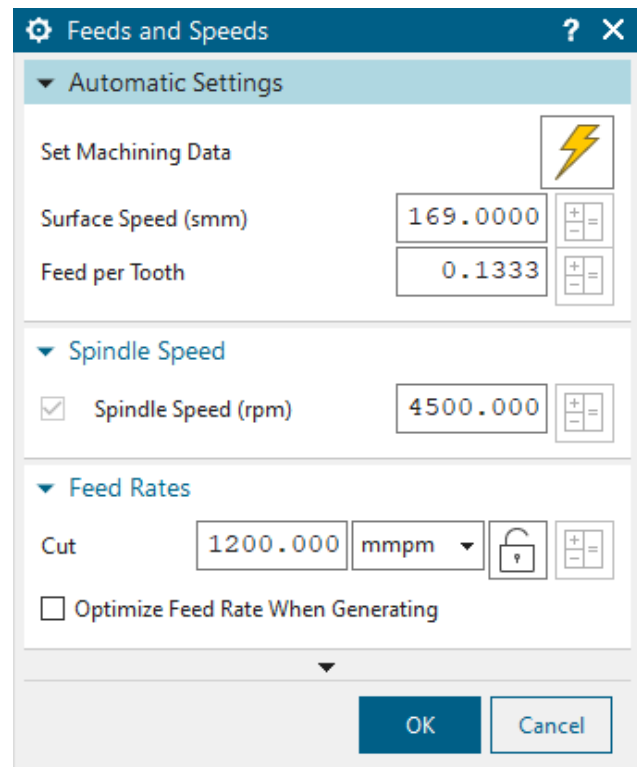 Feeds and Speeds ? X
Automatic Settings
Set Machining Data
Surface Speed (smm) 169.0000
Feed per Tooth 0.1333
Spindle Speed
Spindle Speed (rpm) 4500.000
Feed Rates
Cut 1200.000 mmpm
Optimize Feed Rate When Generating
OK Cancel